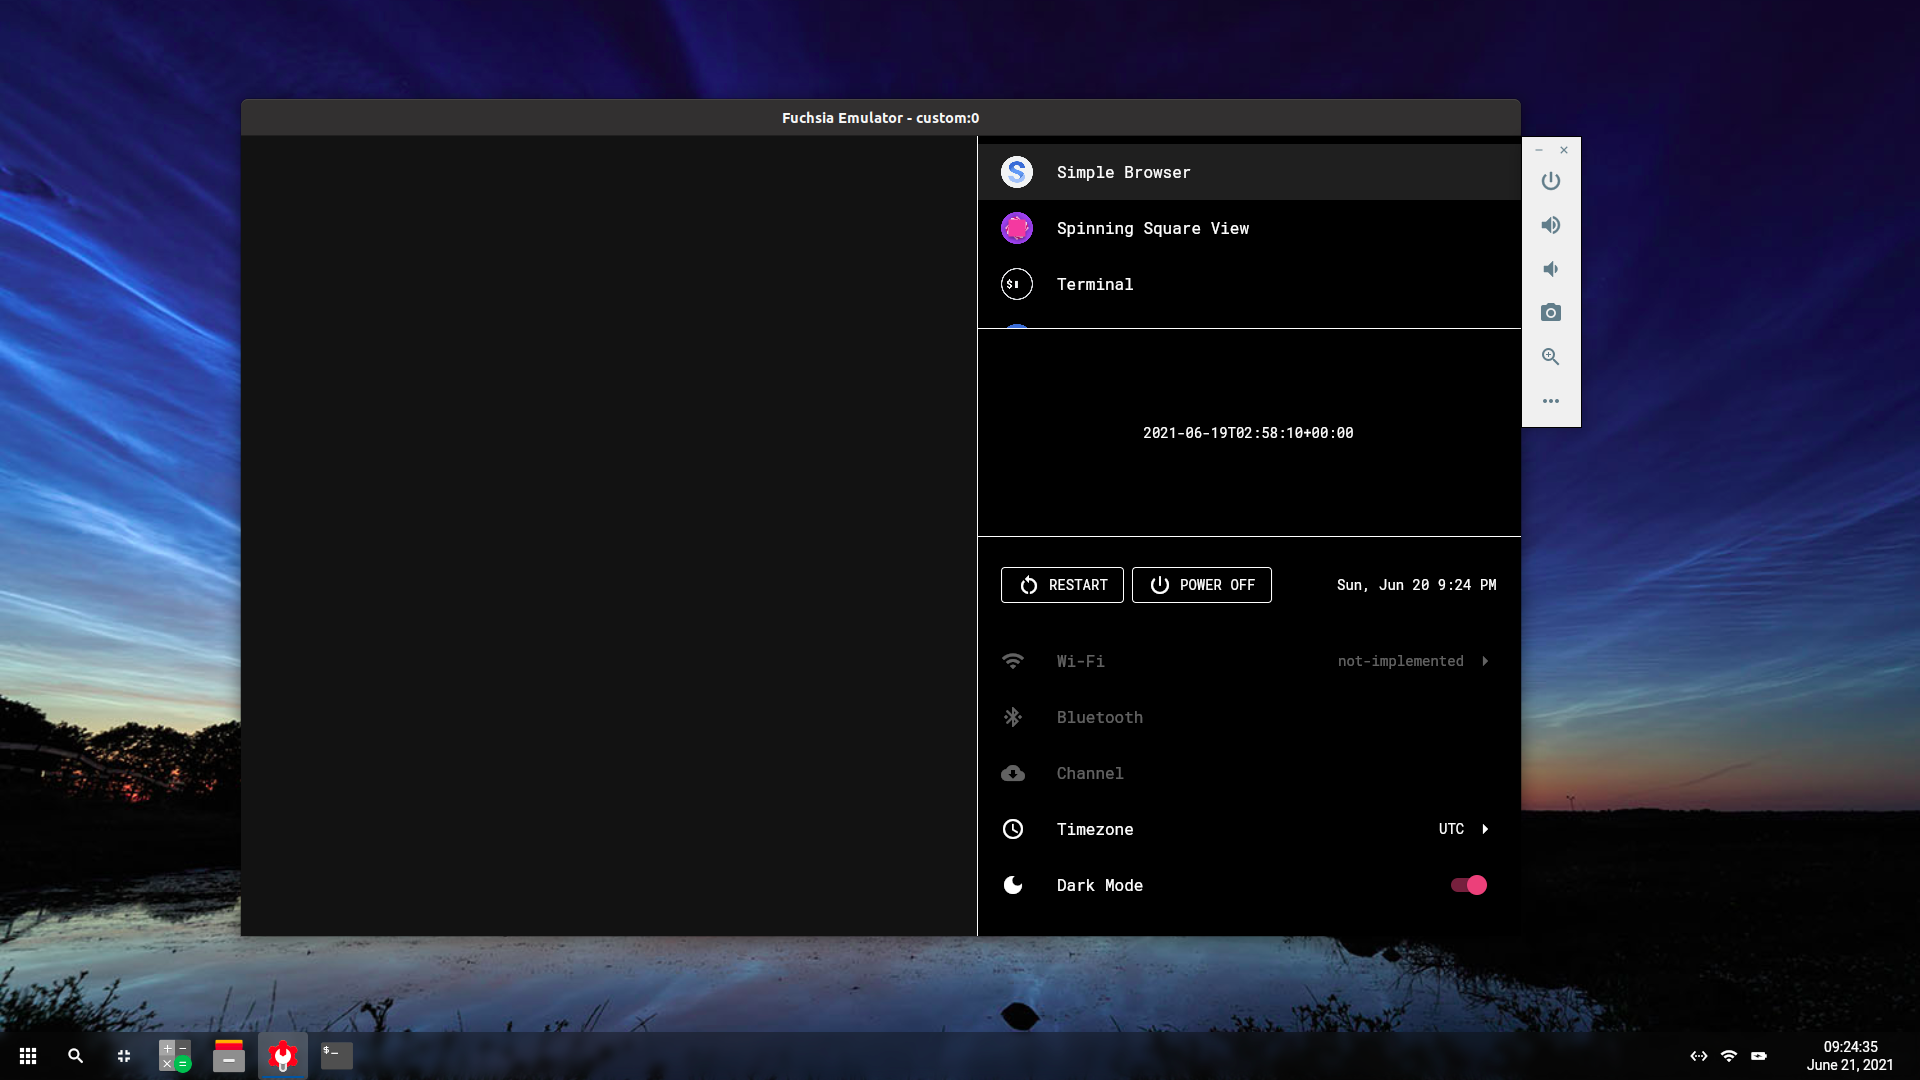 Fuchsia Emulator - custom:0
S Simple Browser
Spinning Square View
$ Terminal
2021-06-19T02:58:10+00:00
RESTART POWER OFF Sun, Jun 20 9:24 PM
Wi-Fi not-implemented
Bluetooth
Channel
Timezone UTC
Dark Mode
$_
09:24:35
June 21, 2021